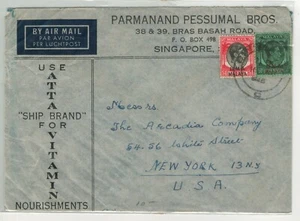 BY AIR MAIL
PAR AVION
PER LUCHTPOST
PARMANAND PESSUMAL BROS.
38 & 39, BRAS BASAH ROAD,
P. O. BOX 498
SINGAPORE,
USE
ATTA
"SHIP BRAND"
FOR
VITAMIN
NOURISHMENTS
Messrs
The Arcadia Company
54-56 White Street
NEW YORK 13 N.Y.
U.S.A.